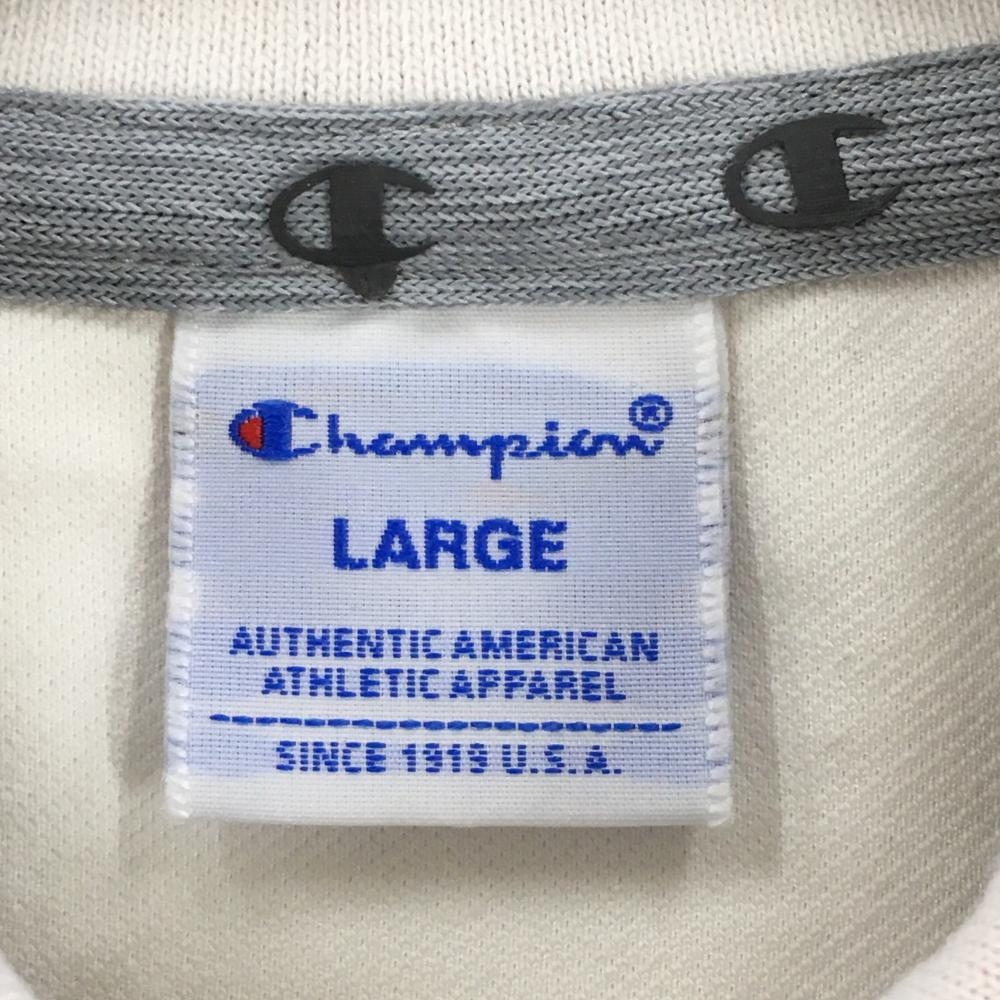 Champion®
LARGE
AUTHENTIC AMERICAN
ATHLETIC APPAREL
SINCE 1919 U.S.A.